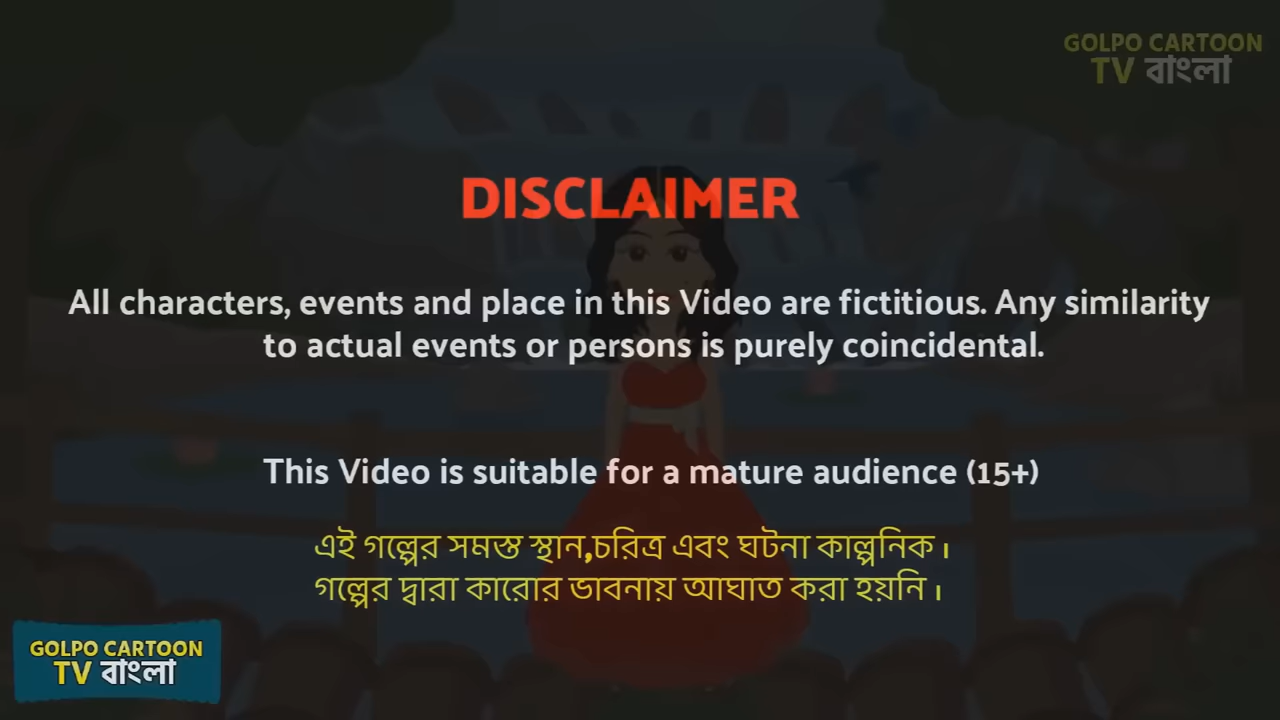 GOLPO CARTOON
TV বাংলা
DISCLAIMER
All characters, events and place in this Video are fictitious. Any similarity
to actual events or persons is purely coincidental.
This Video is suitable for a mature audience (15+)
এই গল্পের সমস্ত স্থান,চরিত্র এবং ঘটনা কাল্পনিক ।
গল্পের দ্বারা কারোর ভাবনায় আঘাত করা হয়নি ।
GOLPO CARTOON
TV বাংলা